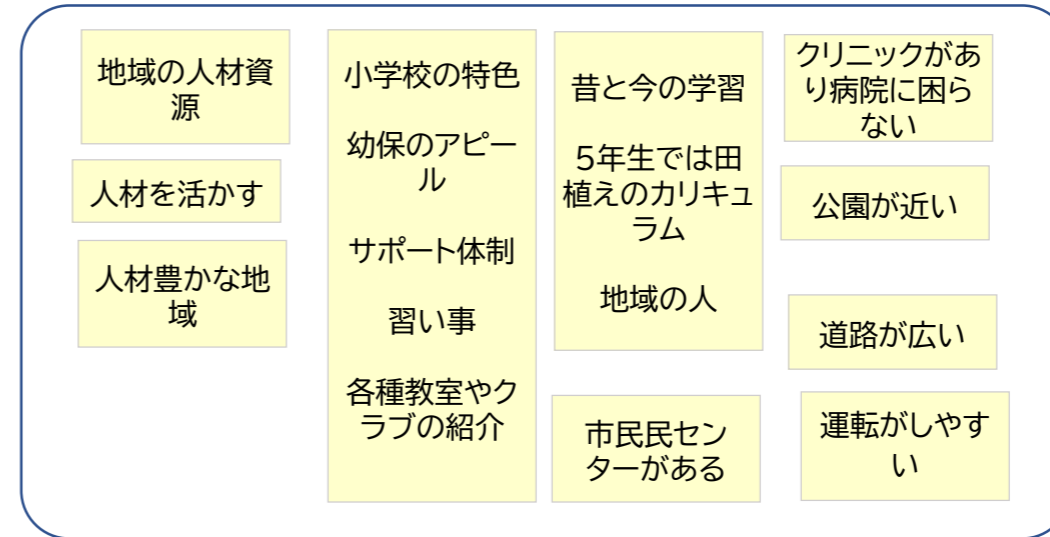 地域の人材資
源
人材を活かす
人材豊かな地
域
小学校の特色
幼保のアピー
ル
サポート体制
習い事
各種教室やク
ラブの紹介
昔と今の学習
５年生では田
植えのカリキュ
ラム
地域の人
市民民セン
ターがある
クリニックがあ
り病院に困ら
ない
公園が近い
道路が広い
運転がしやす
い